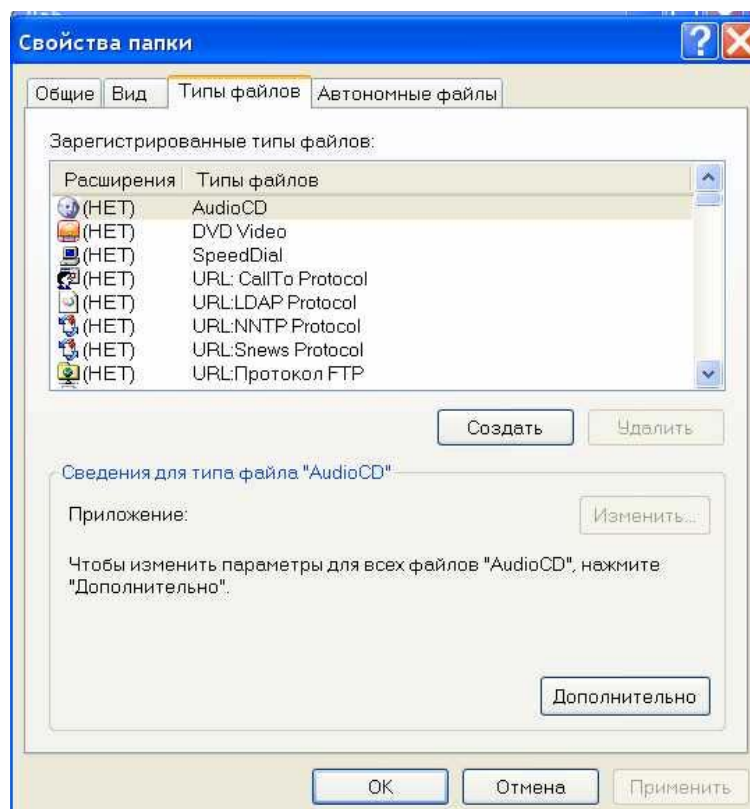 Свойства папки
Общие Вид Типы файлов Автономные файлы
Зарегистрированные типы файлов:
Расширения Типы файлов
(НЕТ) AudioCD
(НЕТ) DVD Video
(НЕТ) SpeedDial
(НЕТ) URL: CallTo Protocol
(НЕТ) URL:LDAP Protocol
(НЕТ) URL:NNTP Protocol
(НЕТ) URL:Snews Protocol
(НЕТ) URL:Протокол FTP
Создать Удалить
Сведения для типа файла "AudioCD"
Приложение: Изменить...
Чтобы изменить параметры для всех файлов "AudioCD", нажмите
"Дополнительно".
Дополнительно
OK Отмена Применить